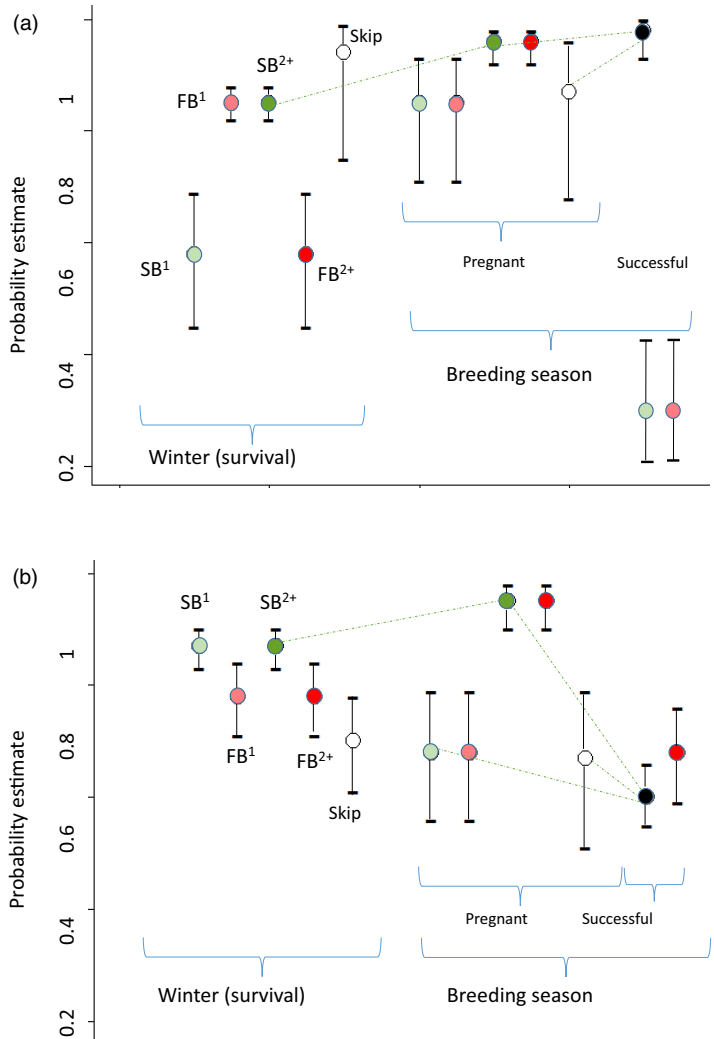 (a)
Skip
SB2+
FB1
SB1
FB2+
Pregnant
Successful
Breeding season
Winter (survival)
Probability estimate
1
0.8
0.6
0.4
0.2
(b)
SB1
SB2+
FB1
FB2+
Skip
Pregnant
Successful
Winter (survival)
Breeding season
Probability estimate
1
0.8
0.6
0.4
0.2